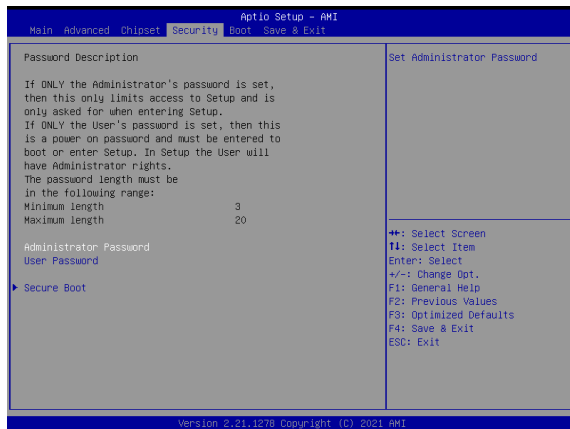 Aptio Setup – AMI
Main Advanced Chipset Security Boot Save & Exit
Password Description
If ONLY the Administrator's password is set,
then this only limits access to Setup and is
only asked for when entering Setup.
If ONLY the User's password is set, then this
is a power on password and must be entered to
boot or enter Setup. In Setup the User will
have Administrator rights.
The password length must be
in the following range:
Minimum length 3
Maximum length 20
Administrator Password
User Password
Secure Boot
Set Administrator Password
→←: Select Screen
↑↓: Select Item
Enter: Select
+/-: Change Opt.
F1: General Help
F2: Previous Values
F3: Optimized Defaults
F4: Save & Exit
ESC: Exit
Version 2.21.1278 Copyright (C) 2021 AMI